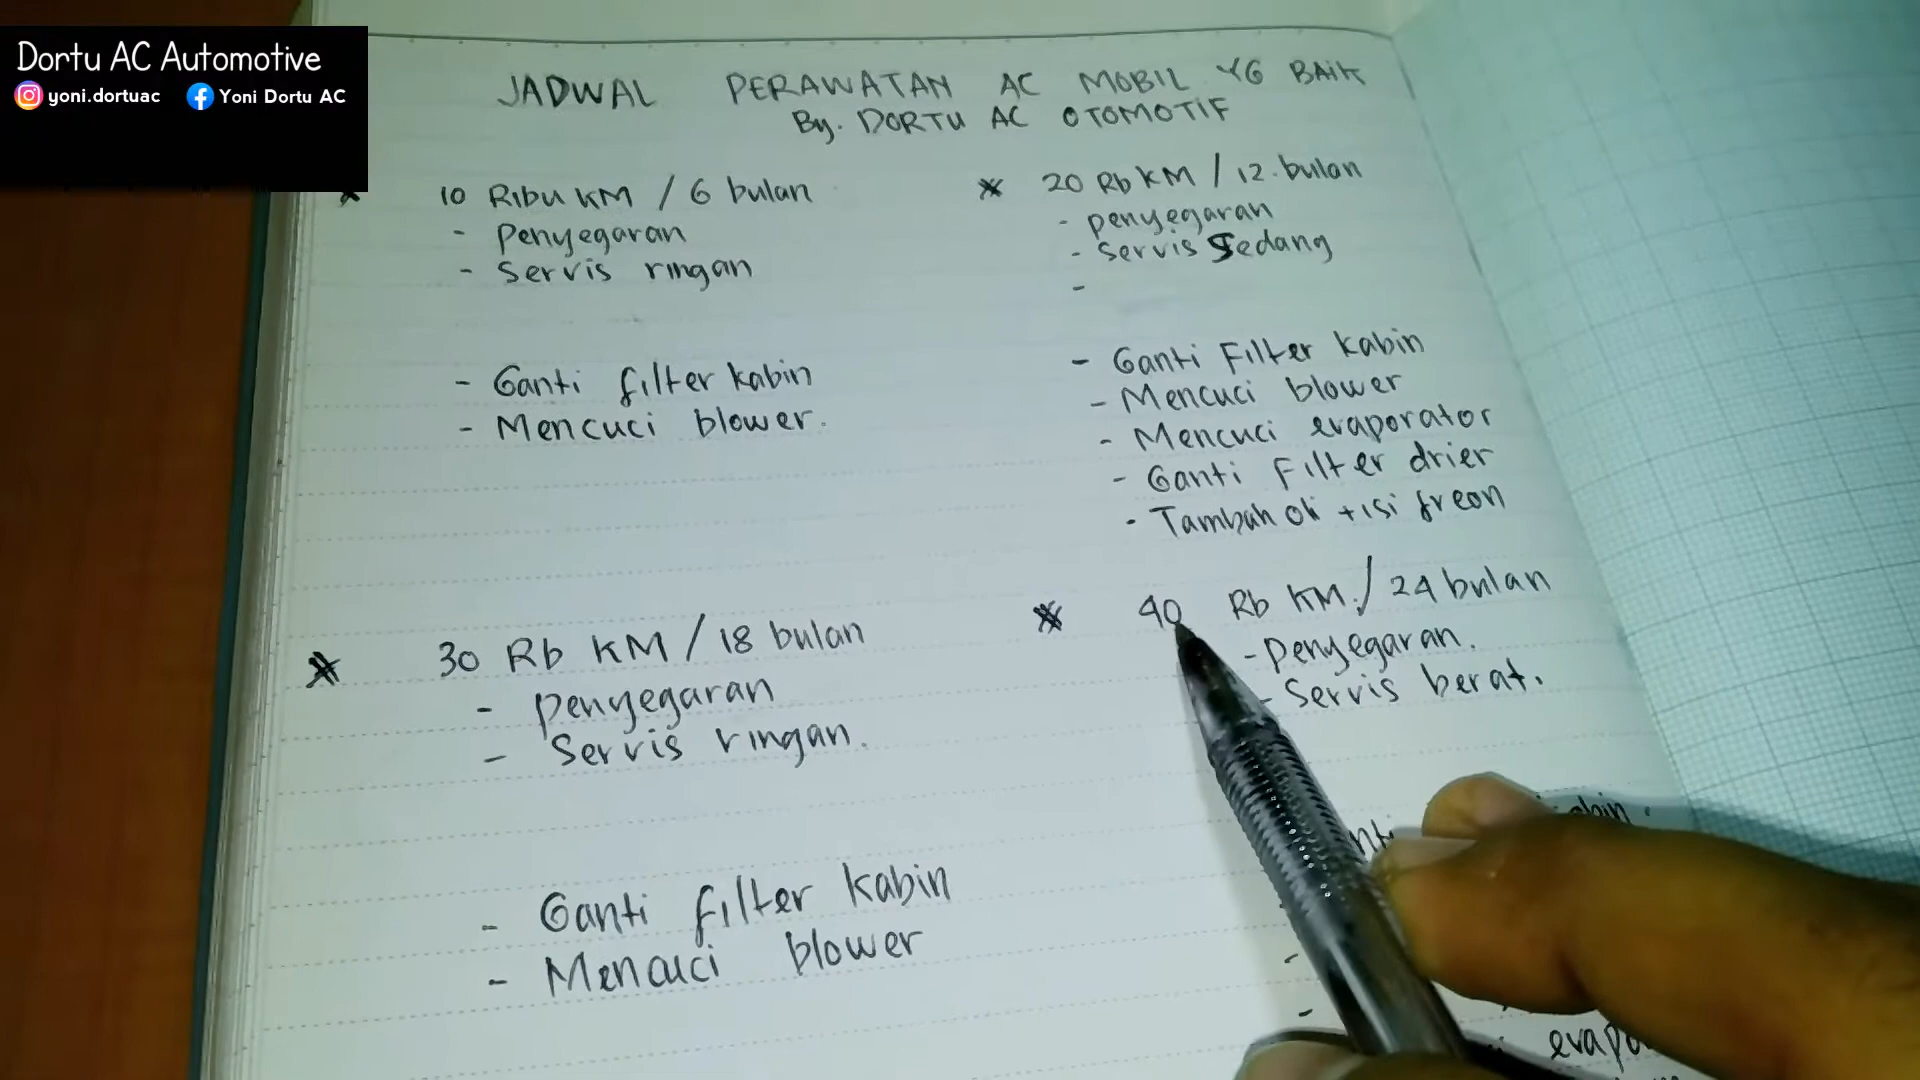 Dortu AC Automotive
yoni.dortuac Yoni Dortu AC
JADWAL PERAWATAN AC MOBIL YG BAIK
By. DORTU AC OTOMOTIF
10 Ribu KM / 6 bulan
- Penyegaran
- Servis ringan
- Ganti filter kabin
- Mencuci blower.
20 Rb KM / 12 bulan
- penyegaran
- Servis Sedang
-
- Ganti Filter kabin
- Mencuci blower
- Mencuci evaporator
- Ganti Filter drier
- Tambah oli + isi freon
30 Rb KM / 18 bulan
- penyegaran
- Servis ringan.
- Ganti filter kabin
- Mencuci blower
40 Rb KM / 24 bulan
- Penyegaran.
- Servis berat.